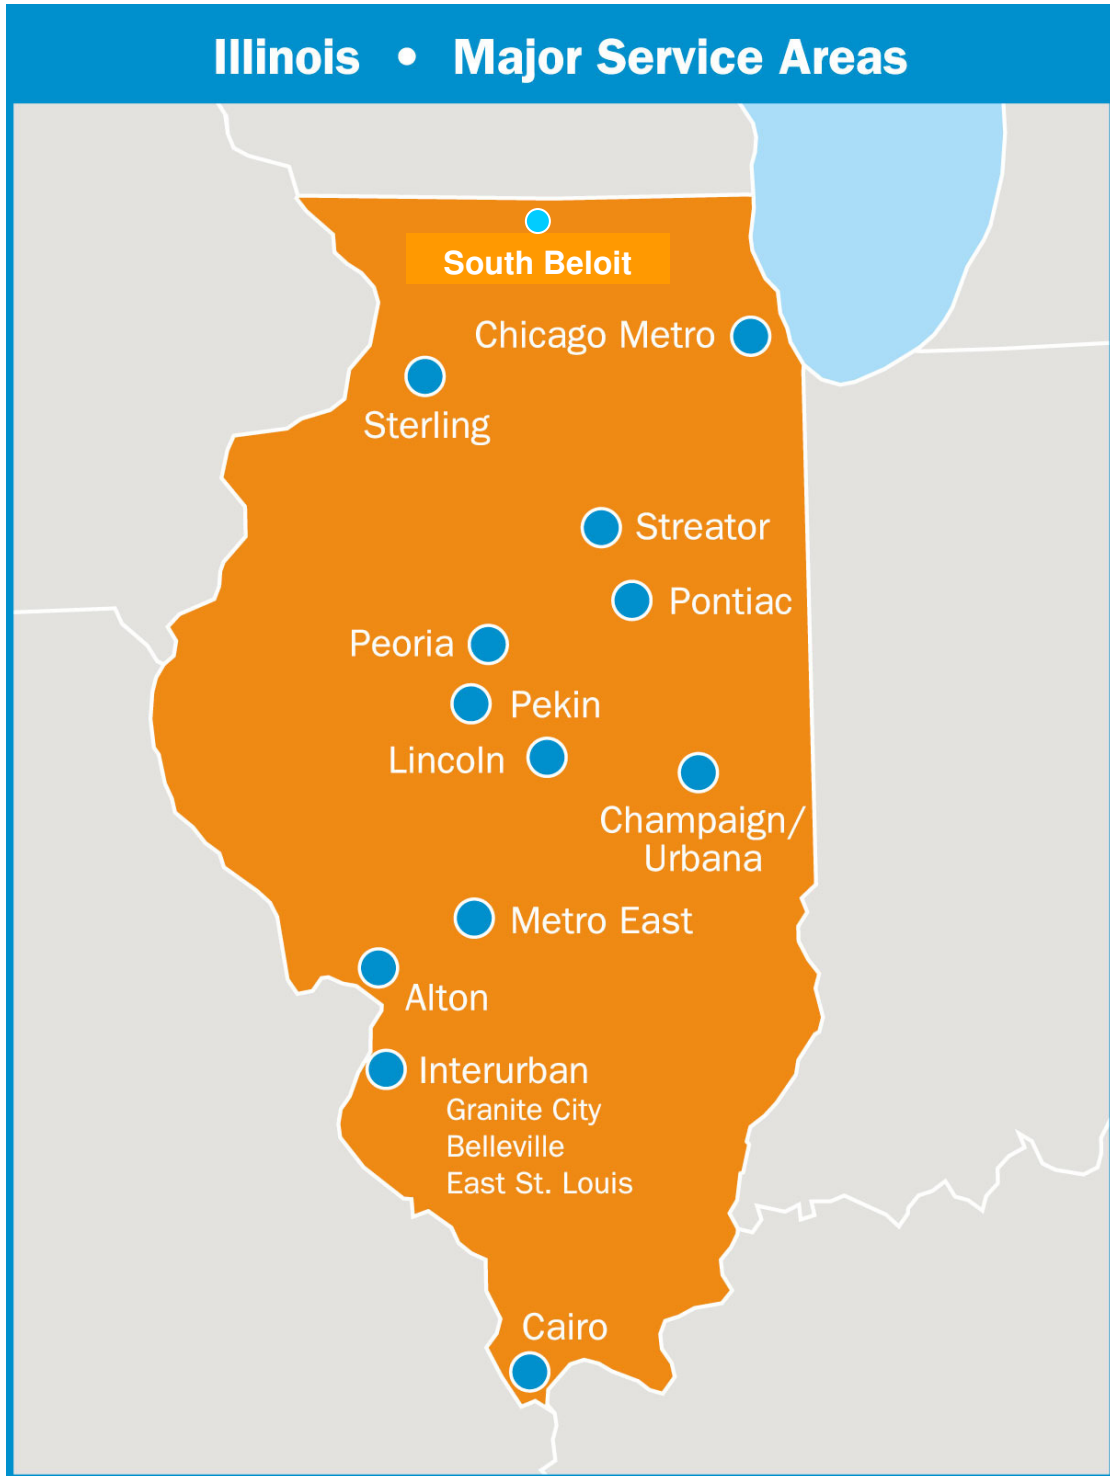 Illinois • Major Service Areas
South Beloit
Chicago Metro
Sterling
Streator
Pontiac
Peoria
Pekin
Lincoln
Champaign/
Urbana
Metro East
Alton
Interurban
Granite City
Belleville
East St. Louis
Cairo